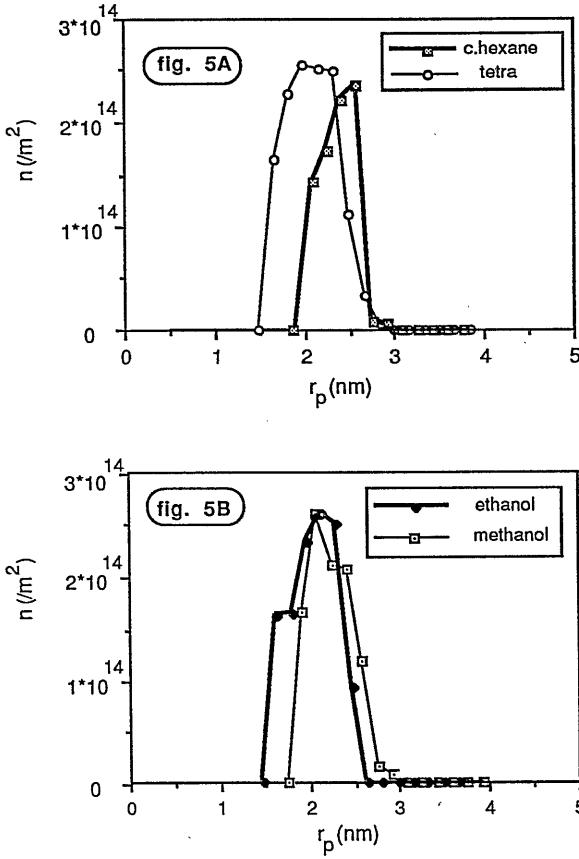 fig. 5A
c.hexane
tetra
n (/m²)
3*10 14
2*10 14
1*10 14
0
0 1 2 3 4 5
r_p (nm)
fig. 5B
ethanol
methanol
n (/m²)
3*10 14
2*10 14
1*10 14
0
0 1 2 3 4 5
r_p (nm)